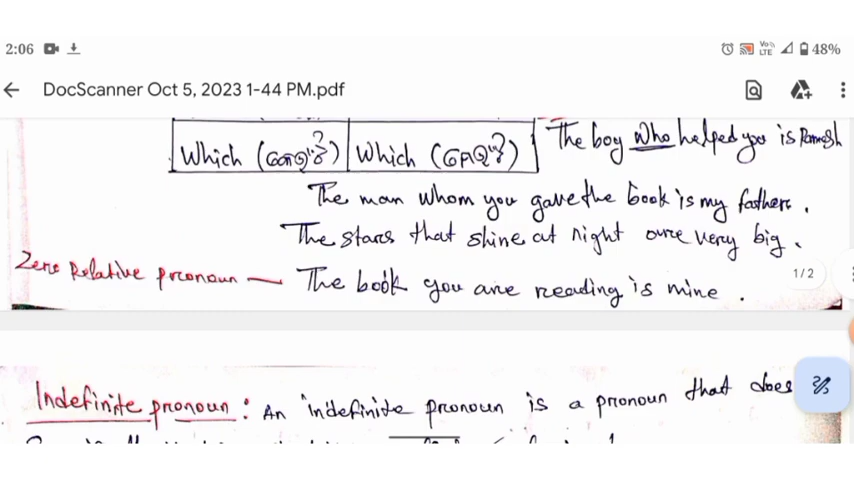 2:06 Vo) LTE 48%
DocScanner Oct 5, 2023 1-44 PM.pdf
Which Which The boy who helped you is Ramesh
The man whom you gave the book is my father.
The stars that shine at night are very big.
Zero Relative pronoun — The book you are reading is mine.
1/2
Indefinite pronoun: An indefinite pronoun is a pronoun that does